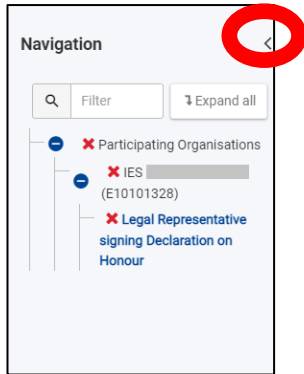 Navigation
Filter
Expand all
Participating Organisations
IES
(E10101328)
Legal Representative
signing Declaration on
Honour